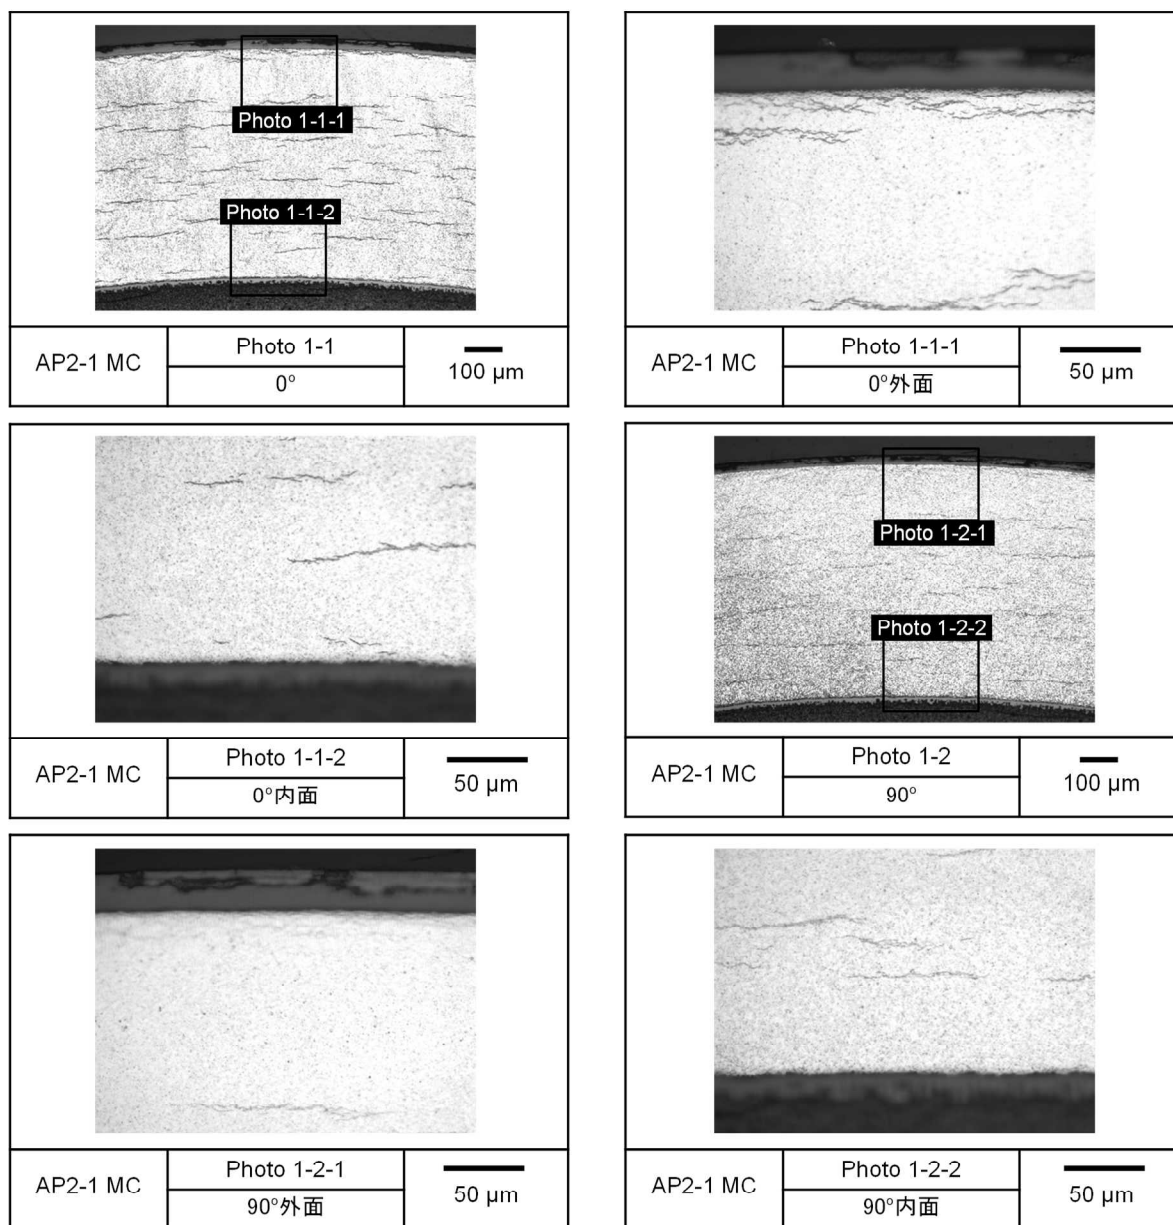 Photo 1-1-1
Photo 1-1-2
AP2-1 MC
Photo 1-1
0°
100 µm
AP2-1 MC
Photo 1-1-1
0°外面
50 µm
AP2-1 MC
Photo 1-1-2
0°内面
50 µm
Photo 1-2-1
Photo 1-2-2
AP2-1 MC
Photo 1-2
90°
100 µm
AP2-1 MC
Photo 1-2-1
90°外面
50 µm
AP2-1 MC
Photo 1-2-2
90°内面
50 µm